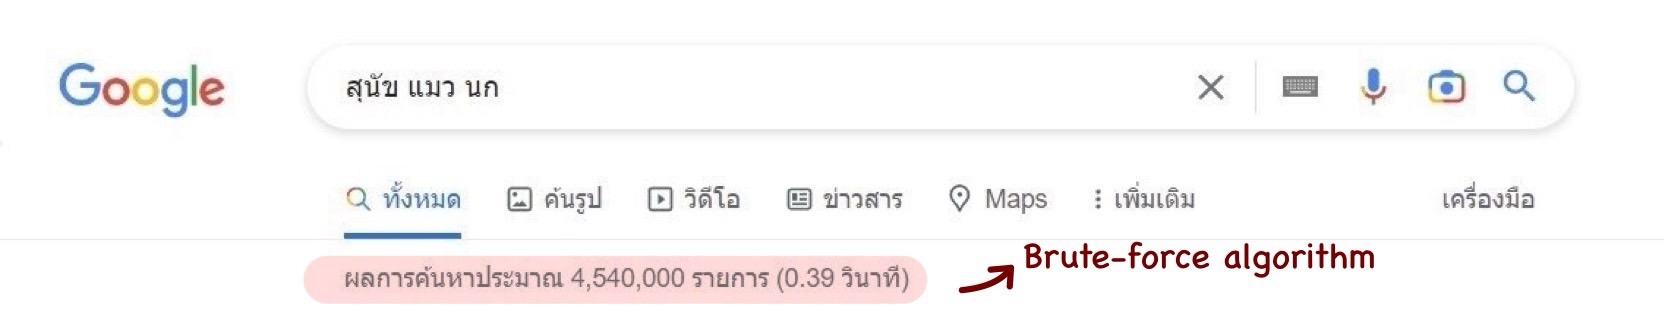 Google สุนัข แมว นก
ทั้งหมด ค้นรูป วิดีโอ ข่าวสาร Maps เพิ่มเติม เครื่องมือ
Brute-force algorithm
ผลการค้นหาประมาณ 4,540,000 รายการ (0.39 วินาที)